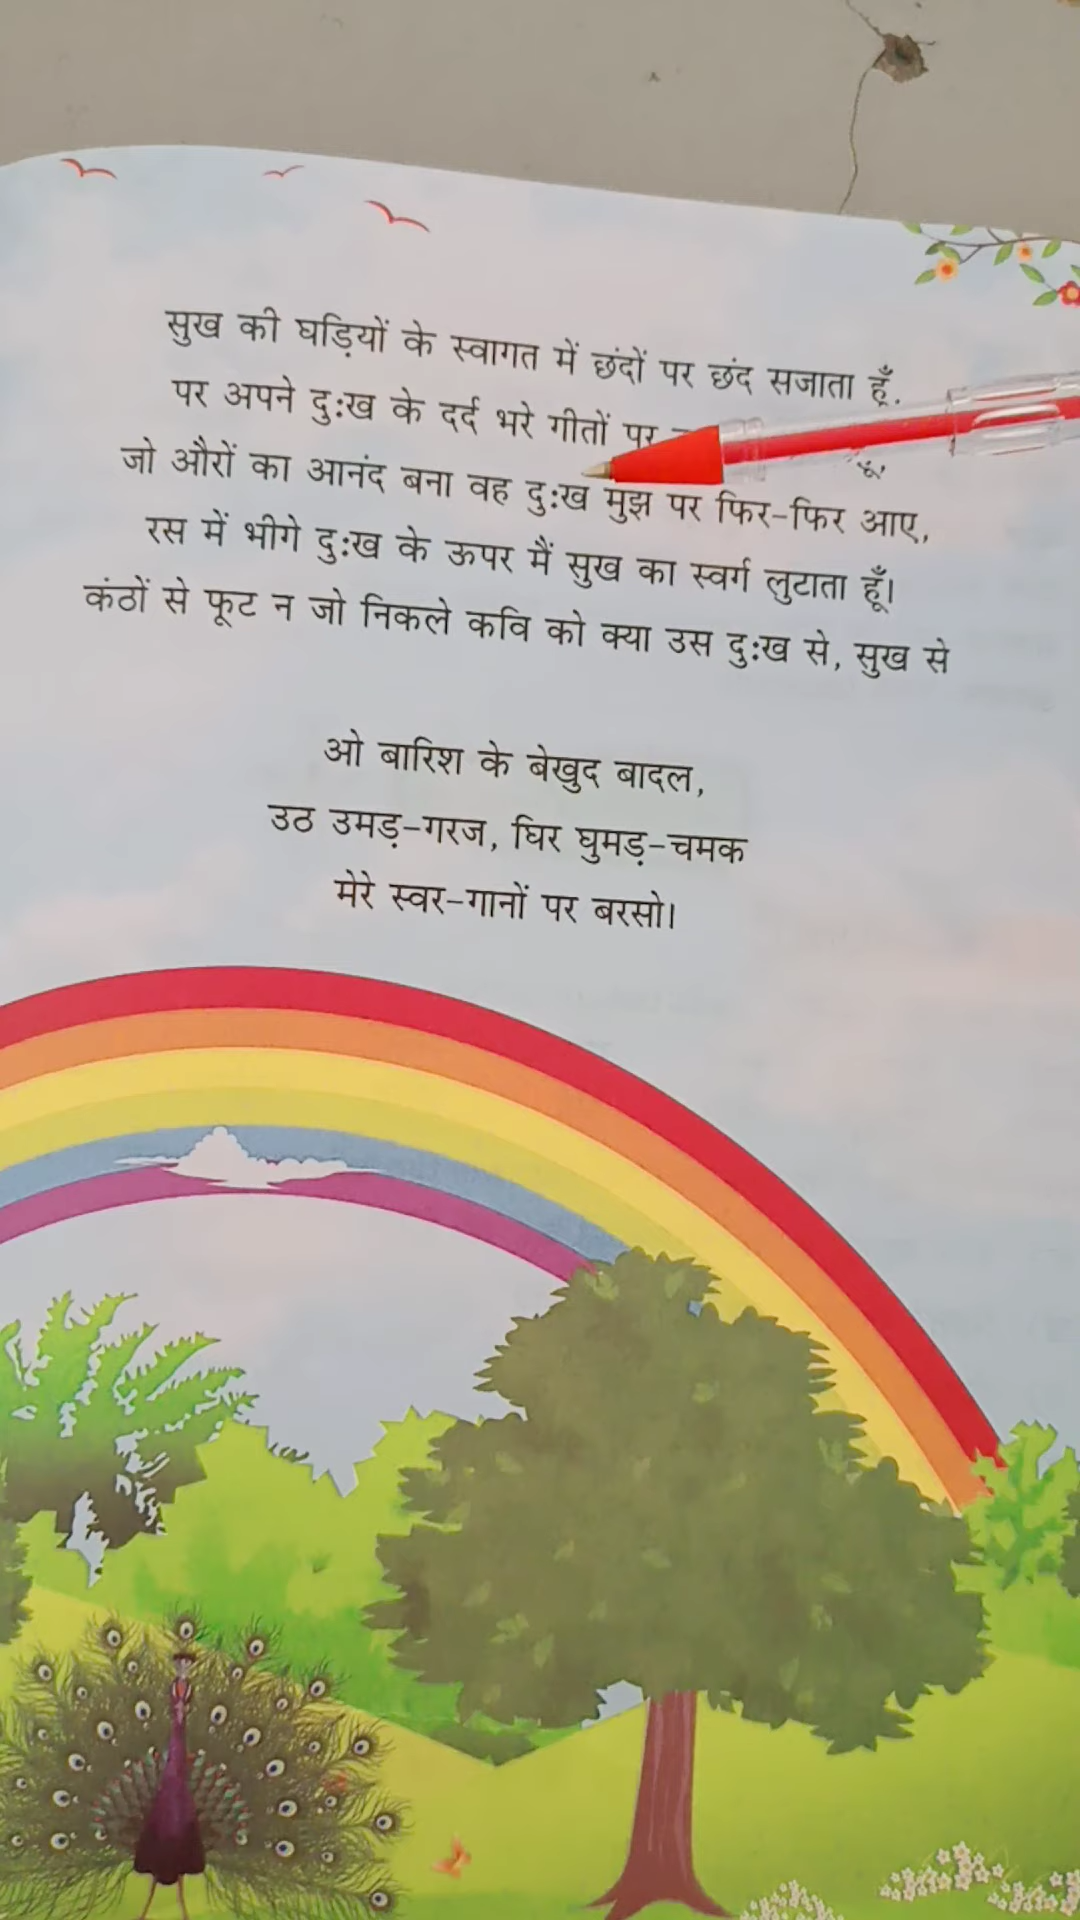 सुख की घड़ियों के स्वागत में छंदों पर छंद सजाता हूँ.
पर अपने दुःख के दर्द भरे गीतों पर हूँ,
जो औरों का आनंद बना वह दुःख मुझ पर फिर-फिर आए,
रस में भीगे दुःख के ऊपर मैं सुख का स्वर्ग लुटाता हूँ।
कंठों से फूट न जो निकले कवि को क्या उस दुःख से, सुख से
ओ बारिश के बेखुद बादल,
उठ उमड़-गरज, घिर घुमड़-चमक
मेरे स्वर-गानों पर बरसो।